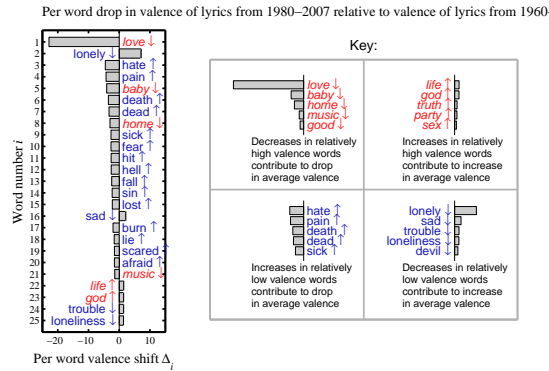 Per word drop in valence of lyrics from 1980−2007 relative to valence of lyrics from 1960-
Word number i
1 love ↓
2 lonely ↓
3 hate ↑
4 pain ↑
5 baby ↓
6 death ↑
7 dead ↑
8 home ↓
9 sick ↑
10 fear ↑
11 hit ↑
12 hell ↑
13 fall ↑
14 sin ↑
15 lost ↑
16 sad ↓
17 burn ↑
18 lie ↑
19 scared ↑
20 afraid ↑
21 music ↓
22 life ↑
23 god ↑
24 trouble ↓
25 loneliness ↓
−20 −10 0 10
Per word valence shift Δi
Key:
love ↓
baby ↓
home ↓
music ↓
good ↓
Decreases in relatively
high valence words
contribute to drop
in average valence
life ↑
god ↑
truth ↑
party ↑
sex ↑
Increases in relatively
high valence words
contribute to increase
in average valence
hate ↑
pain ↑
death ↑
dead ↑
sick ↑
Increases in relatively
low valence words
contribute to drop
in average valence
lonely ↓
sad ↓
trouble ↓
loneliness ↓
devil ↓
Decreases in relatively
low valence words
contribute to increase
in average valence